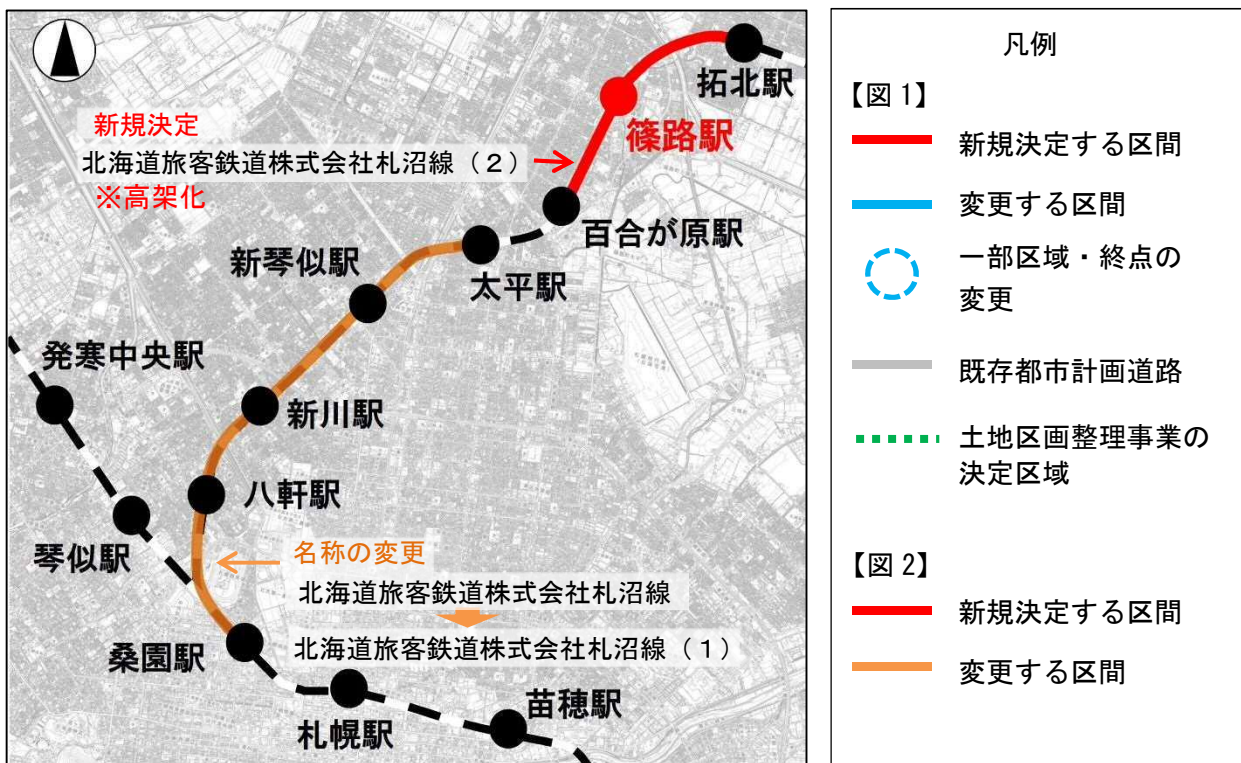 拓北駅
篠路駅
新規決定
北海道旅客鉄道株式会社札沼線（２）
※高架化
百合が原駅
太平駅
新琴似駅
発寒中央駅
新川駅
八軒駅
琴似駅
名称の変更
北海道旅客鉄道株式会社札沼線
北海道旅客鉄道株式会社札沼線（１）
桑園駅
札幌駅
苗穂駅
凡例
【図 1】
新規決定する区間
変更する区間
一部区域・終点の
変更
既存都市計画道路
土地区画整理事業の
決定区域
【図 2】
新規決定する区間
変更する区間